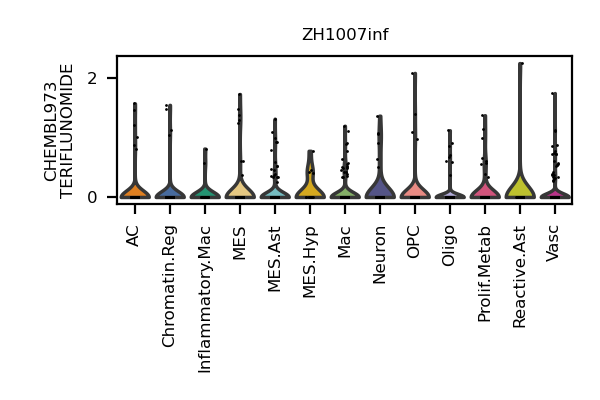 ZH1007inf
CHEMBL973
TERIFLUNOMIDE
2
0
AC
Chromatin.Reg
Inflammatory.Mac
MES
MES.Ast
MES.Hyp
Mac
Neuron
OPC
Oligo
Prolif.Metab
Reactive.Ast
Vasc